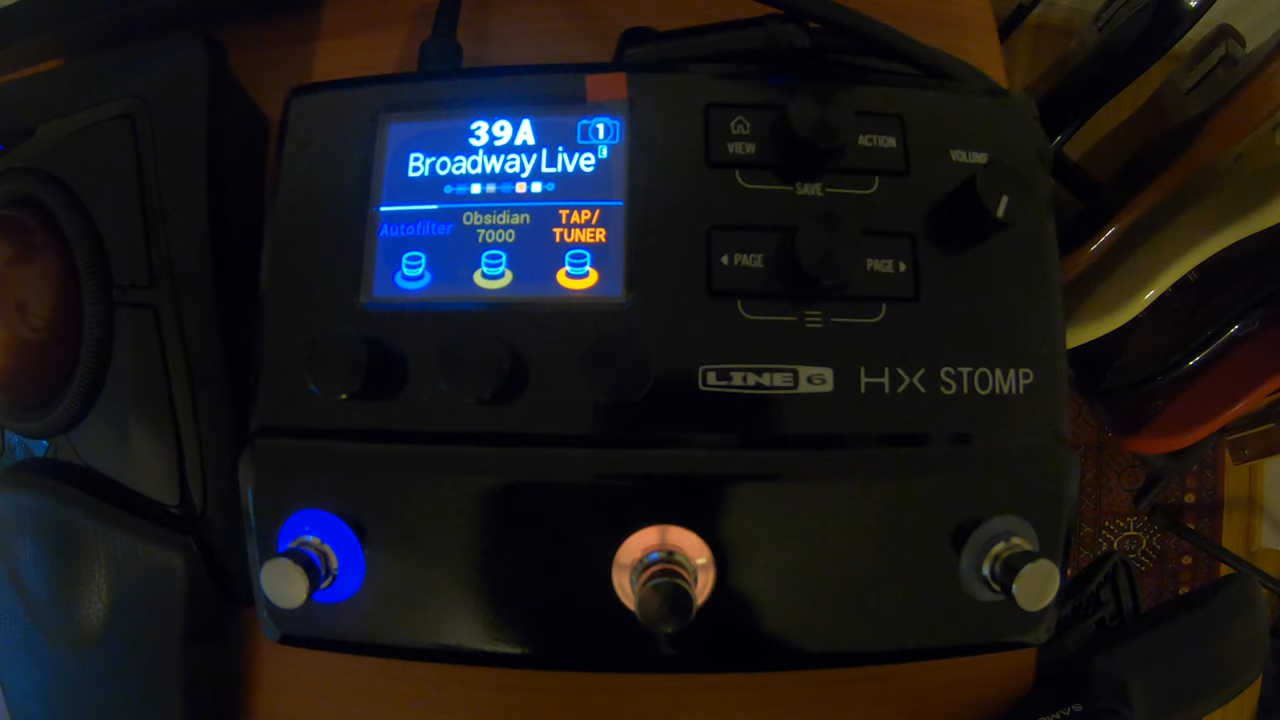 39A
1
Broadway Live E
Autofilter
Obsidian
7000
TAP/
TUNER
VIEW
ACTION
SAVE
VOLUME
PAGE
PAGE
LINE 6
HX STOMP